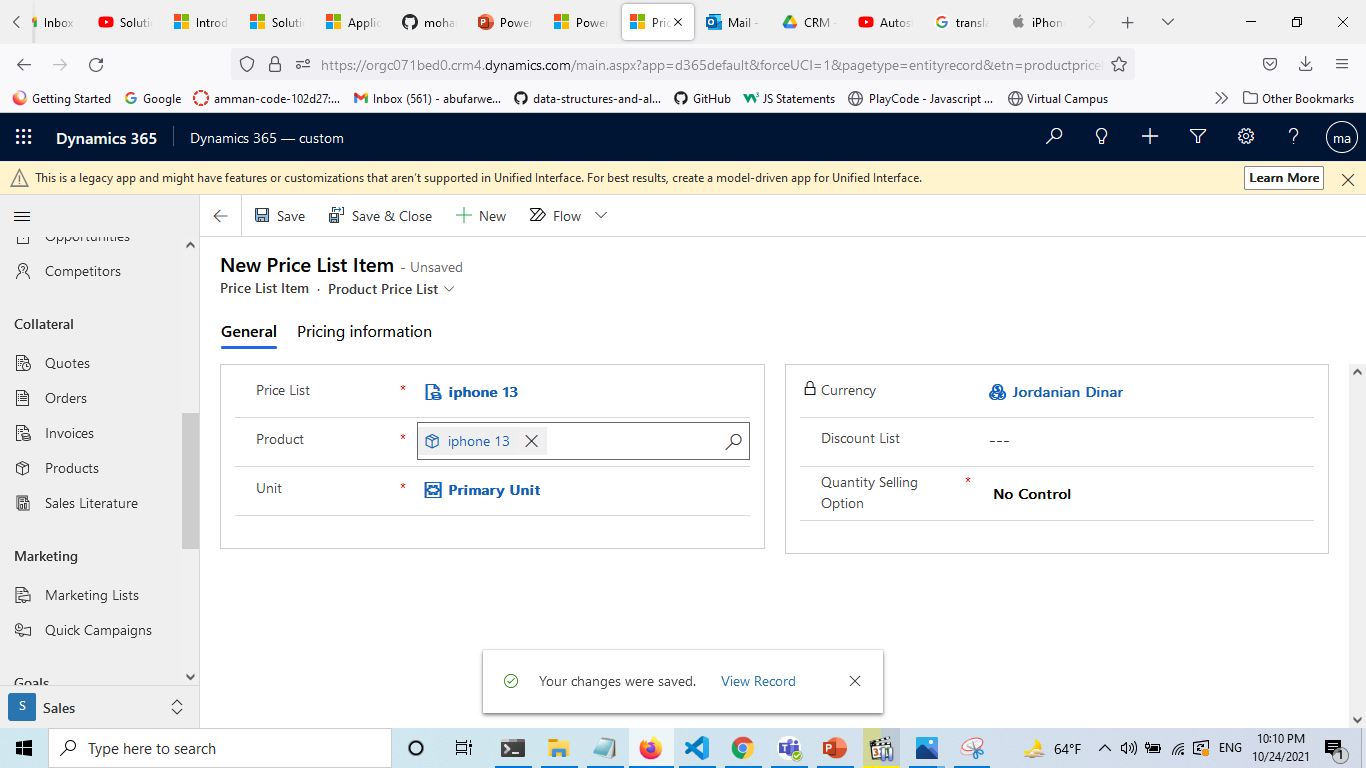 Inbox
Soluti
Introd
Soluti
Applic
moha
Power
Power
Pric
Mail -
CRM -
Autos
transla
iPhon
https://orgc071bed0.crm4.dynamics.com/main.aspx?app=d365default&forceUCI=1&pagetype=entityrecord&etn=productpricel
Getting Started
Google
amman-code-102d27:...
Inbox (561) - abufarwe...
data-structures-and-al...
GitHub
JS Statements
PlayCode - Javascript ...
Virtual Campus
Other Bookmarks
Dynamics 365
Dynamics 365 — custom
ma
This is a legacy app and might have features or customizations that aren't supported in Unified Interface. For best results, create a model-driven app for Unified Interface.
Learn More
Save
Save & Close
New
Flow
Opportunities
Competitors
Collateral
Quotes
Orders
Invoices
Products
Sales Literature
Marketing
Marketing Lists
Quick Campaigns
Goals
S Sales
New Price List Item - Unsaved
Price List Item · Product Price List
General
Pricing information
Price List * iphone 13
Product * iphone 13
Unit * Primary Unit
Currency Jordanian Dinar
Discount List ---
Quantity Selling * No Control
Option
Your changes were saved. View Record
Type here to search
64°F
ENG
10:10 PM
10/24/2021
1